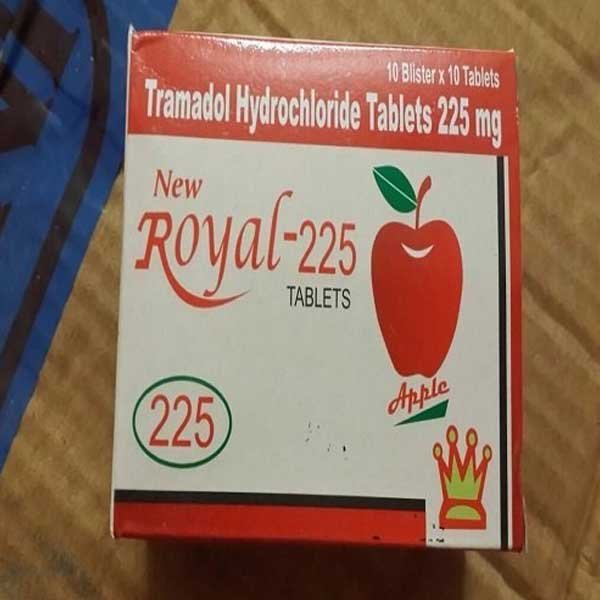 10 Blister x 10 Tablets
Tramadol Hydrochloride Tablets 225 mg
New
Royal-225
TABLETS
Apple
225